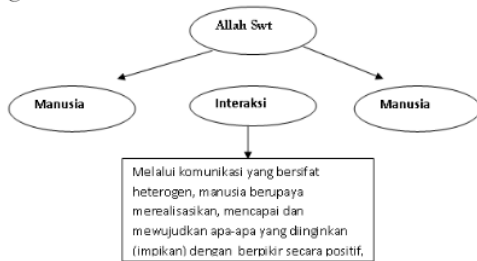 Allah Swt
Manusia
Interaksi
Manusia
Melalui komunikasi yang bersifat
heterogen, manusia berupaya
merealisasikan, mencapai dan
mewujudkan apa-apa yang diinginkan
(impikan) dengan berpikir secara positif,